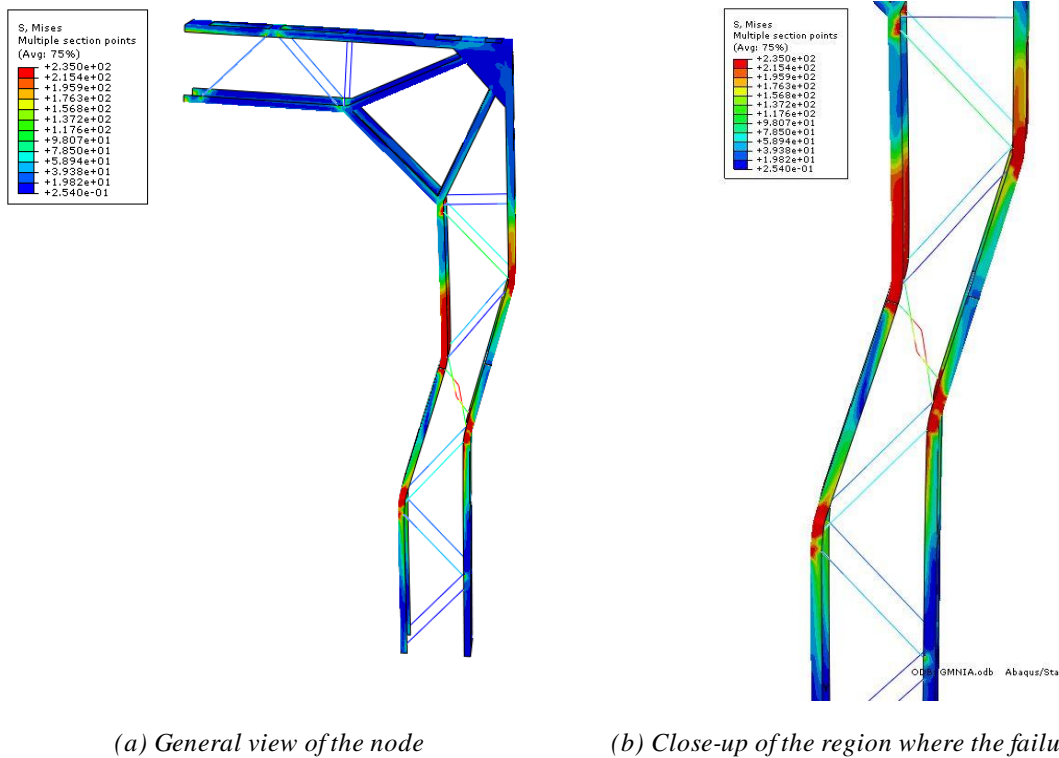 S, Mises
Multiple section points
(Avg: 75%)
+2.350e+02
+2.154e+02
+1.959e+02
+1.763e+02
+1.568e+02
+1.372e+02
+1.176e+02
+9.807e+01
+7.850e+01
+5.894e+01
+3.938e+01
+1.982e+01
+2.540e-01
S, Mises
Multiple section points
(Avg: 75%)
+2.350e+02
+2.154e+02
+1.959e+02
+1.763e+02
+1.568e+02
+1.372e+02
+1.176e+02
+9.807e+01
+7.850e+01
+5.894e+01
+3.938e+01
+1.982e+01
+2.540e-01
ODB: GMNIA.odb Abaqus/Sta
(a) General view of the node
(b) Close-up of the region where the failu